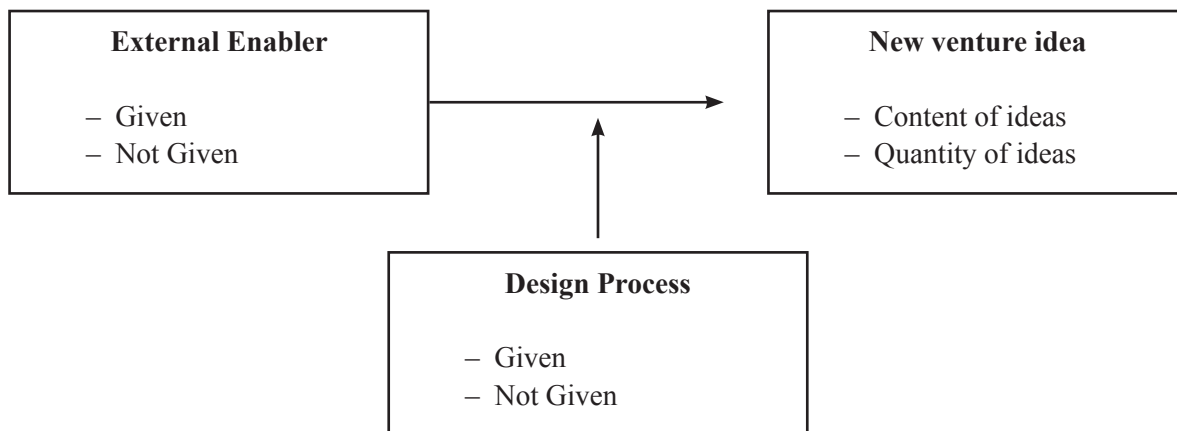 External Enabler
– Given
– Not Given
New venture idea
– Content of ideas
– Quantity of ideas
Design Process
– Given
– Not Given